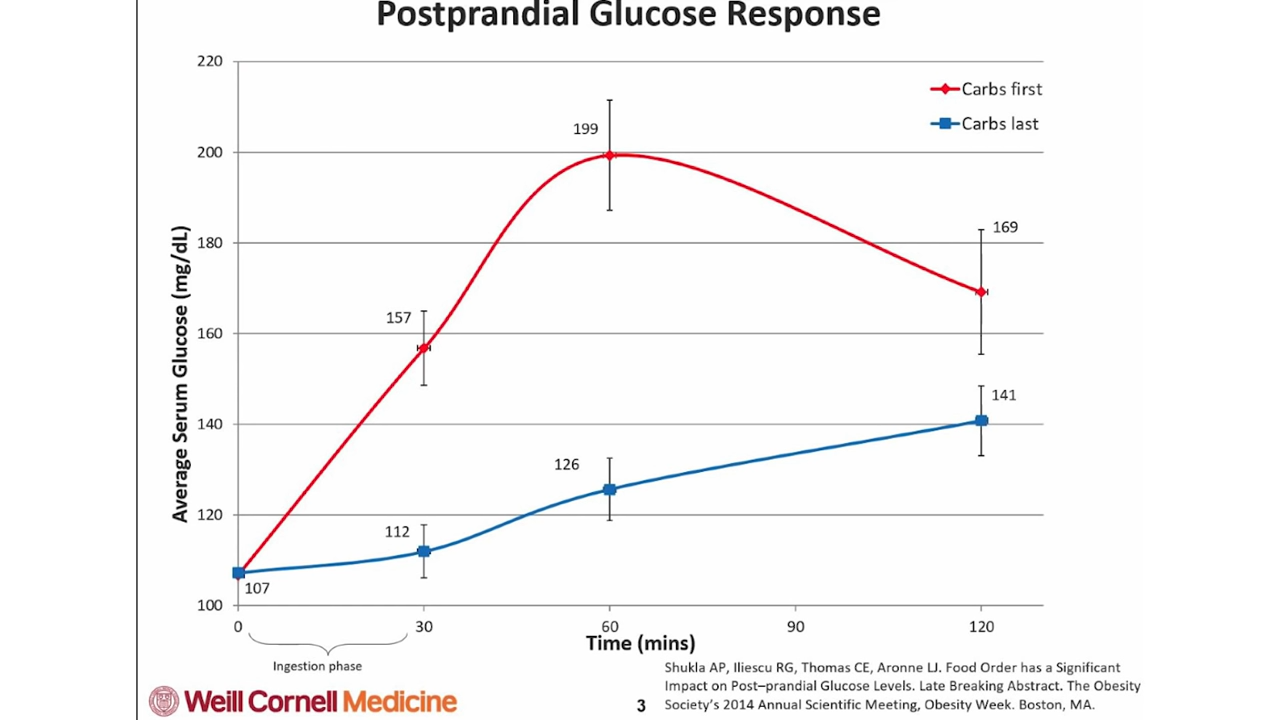 Postprandial Glucose Response
220
200
180
160
140
120
100
Average Serum Glucose (mg/dL)
Carbs first
Carbs last
199
169
157
141
126
112
107
0 30 60 90 120
Time (mins)
Ingestion phase
Shukla AP, Iliescu RG, Thomas CE, Aronne LJ. Food Order has a Significant
Impact on Post–prandial Glucose Levels. Late Breaking Abstract. The Obesity
Society's 2014 Annual Scientific Meeting, Obesity Week. Boston, MA.
Weill Cornell Medicine
3